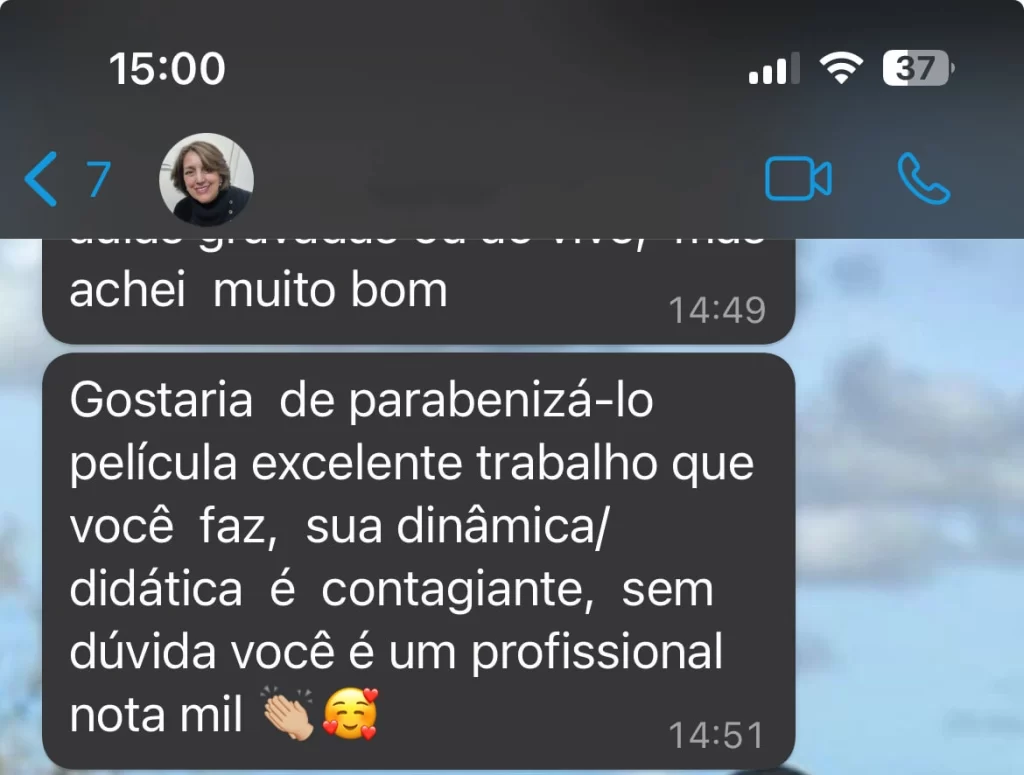 15:00
37
7
achei muito bom
14:49
Gostaria de parabenizá-lo
película excelente trabalho que
você faz, sua dinâmica/
didática é contagiante, sem
dúvida você é um profissional
nota mil 👏🏼🥰
14:51